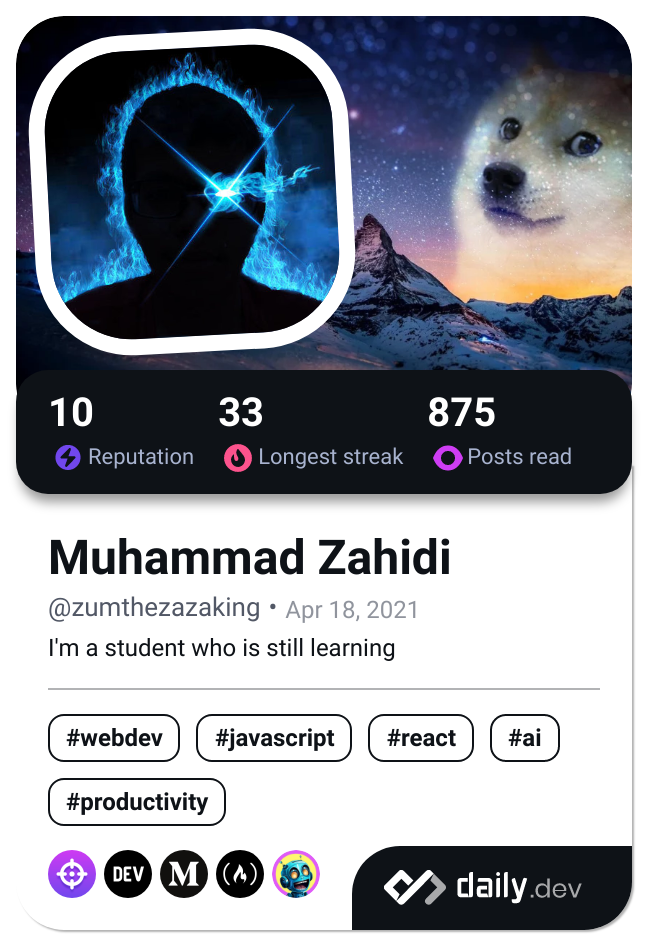 10 33 875
Reputation Longest streak Posts read
Muhammad Zahidi
@zumthezazaking • Apr 18, 2021
I'm a student who is still learning
#webdev #javascript #react #ai
#productivity
DEV M
daily.dev